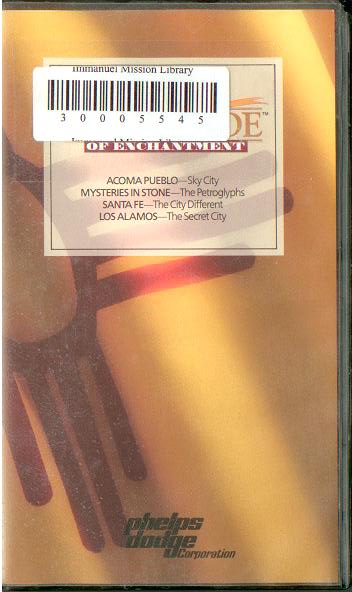 Immanuel Mission Library
3 0 0 0 5 5 4 5
DE™
OF ENCHANTMENT
ACOMA PUEBLO—Sky City
MYSTERIES IN STONE—The Petroglyphs
SANTA FE—The City Different
LOS ALAMOS—The Secret City
phelps
dodge
Corporation